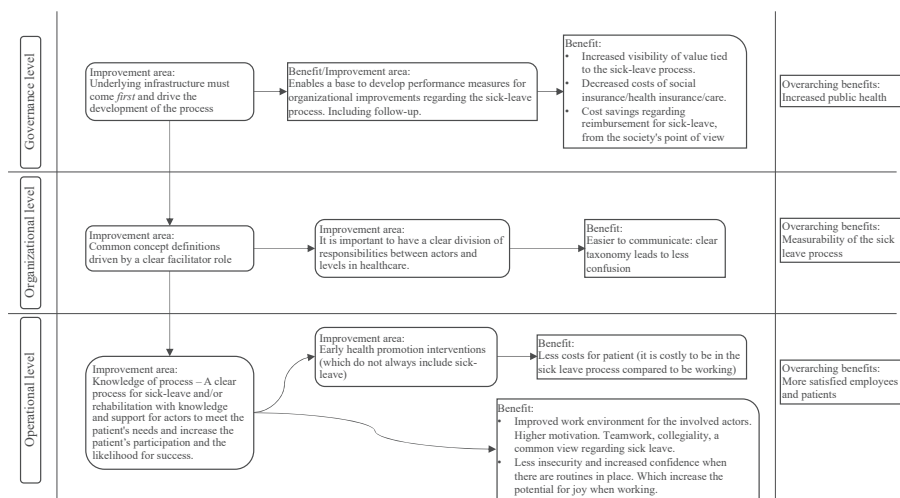 Governance level
Improvement area:
Underlying infrastructure must
come first and drive the
development of the process
Benefit/Improvement area:
Enables a base to develop performance measures for
organizational improvements regarding the sick-leave
process. Including follow-up.
Benefit:
• Increased visibility of value tied
to the sick-leave process.
• Decreased costs of social
insurance/health insurance/care.
• Cost savings regarding
reimbursement for sick-leave,
from the society's point of view
Overarching benefits:
Increased public health
Organizational level
Improvement area:
Common concept definitions
driven by a clear facilitator role
Improvement area:
It is important to have a clear division of
responsibilities between actors and
levels in healthcare.
Benefit:
Easier to communicate: clear
taxonomy leads to less
confusion
Overarching benefits:
Measurability of the sick
leave process
Operational level
Improvement area:
Knowledge of process – A clear
process for sick-leave and/or
rehabilitation with knowledge
and support for actors to meet the
patient's needs and increase the
patient’s participation and the
likelihood for success.
Improvement area:
Early health promotion interventions
(which do not always include sick-
leave)
Benefit:
Less costs for patient (it is costly to be in the
sick leave process compared to be working)
Benefit:
• Improved work environment for the involved actors.
Higher motivation. Teamwork, collegiality, a
common view regarding sick leave.
• Less insecurity and increased confidence when
there are routines in place. Which increase the
potential for joy when working.
Overarching benefits:
More satisfied employees
and patients